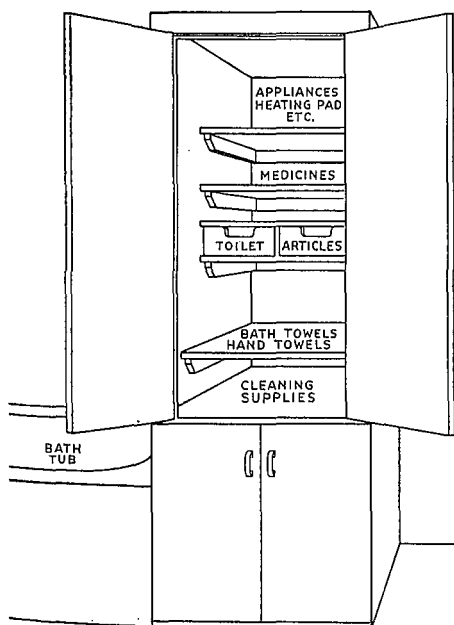 APPLIANCES
HEATING PAD
ETC.
MEDICINES
TOILET ARTICLES
BATH TOWELS
HAND TOWELS
CLEANING
SUPPLIES
BATH
TUB